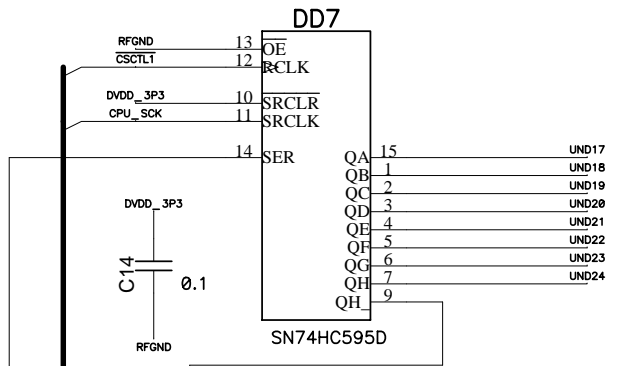 DD7
RFGND 13 OE
CSCTL1 12 RCLK
DVDD_3P3 10 SRCLR
CPU_SCK 11 SRCLK
14 SER QA 15 UND17
QB 1 UND18
QC 2 UND19
QD 3 UND20
QE 4 UND21
QF 5 UND22
QG 6 UND23
QH 7 UND24
QH_ 9
DVDD_3P3
C14 0.1
RFGND
SN74HC595D